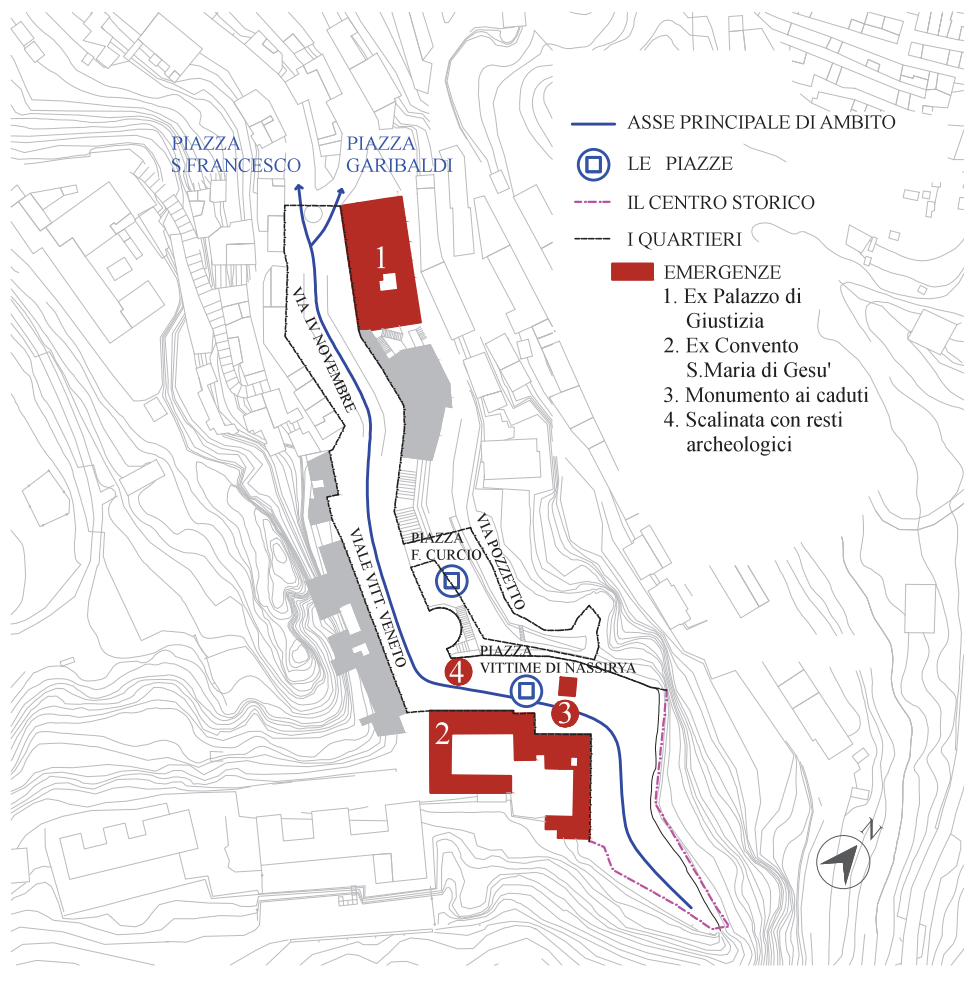 PIAZZA
S.FRANCESCO
PIAZZA
GARIBALDI
ASSE PRINCIPALE DI AMBITO
LE PIAZZE
IL CENTRO STORICO
I QUARTIERI
EMERGENZE
1. Ex Palazzo di
Giustizia
2. Ex Convento
S.Maria di Gesu'
3. Monumento ai caduti
4. Scalinata con resti
archeologici
1
VIA IV NOVEMBRE
VIALE VITT. VENETO
PIAZZA
F. CURCIO
VIA POZZETTO
PIAZZA
VITTIME DI NASSIRYA
4
3
2
N